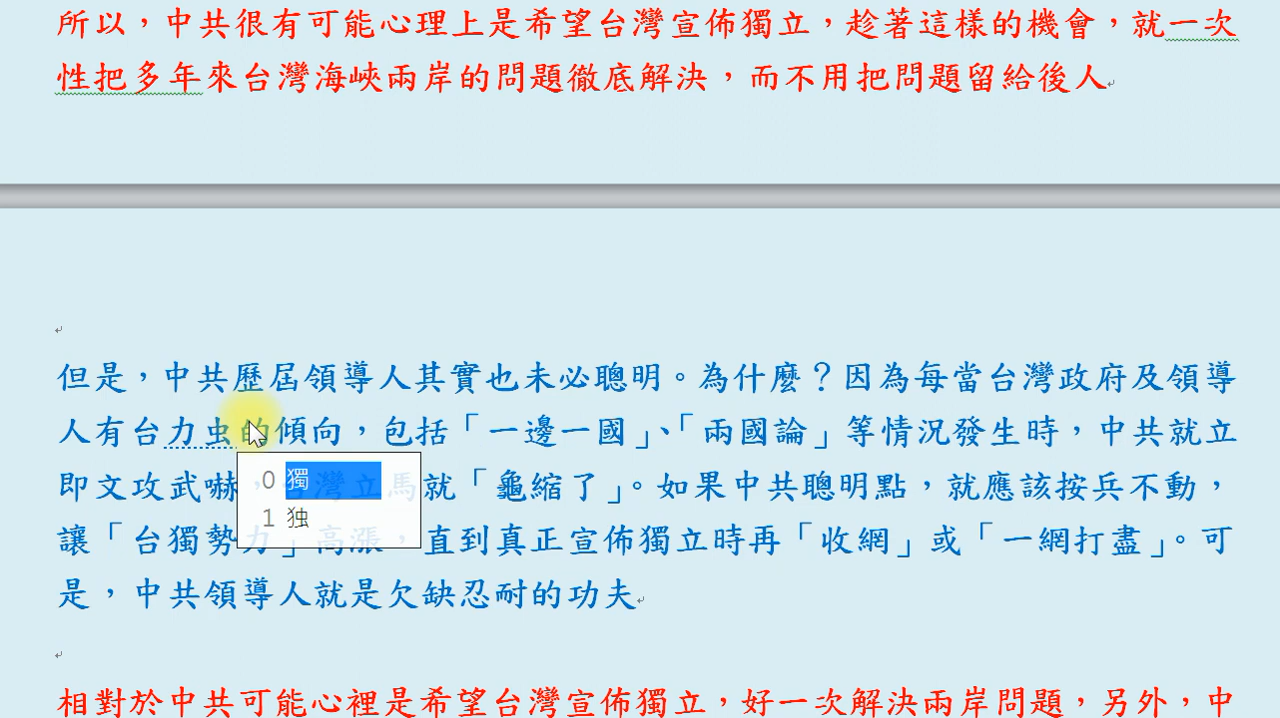 所以，中共很有可能心理上是希望台灣宣佈獨立，趁著這樣的機會，就一次
性把多年來台灣海峽兩岸的問題徹底解決，而不用把問題留給後人
但是，中共歷屆領導人其實也未必聰明。為什麼？因為每當台灣政府及領導
人有台力虫的傾向，包括「一邊一國」、「兩國論」等情況發生時，中共就立
即文攻武嚇，台灣立馬就「龜縮了」。如果中共聰明點，就應該按兵不動，
讓「台獨勢力」高漲，直到真正宣佈獨立時再「收網」或「一網打盡」。可
是，中共領導人就是欠缺忍耐的功夫
0 獨
1 独
相對於中共可能心裡是希望台灣宣佈獨立，好一次解決兩岸問題，另外，中